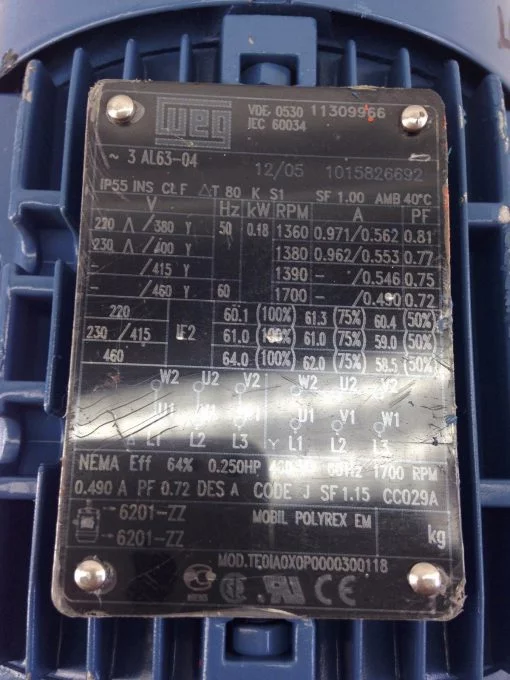 WEG
VDE 0530 11309966
IEC 60034
~ 3 AL63-04
12/05 1015826692
IP55 INS CL F ΔT 80 K S1 SF 1.00 AMB 40°C
V Hz kW RPM A PF
220 Δ /380 Y 50 0.18 1360 0.971/0.562 0.81
230 Δ /400 Y 1380 0.962/0.553 0.77
- /415 Y 1390 - /0.546 0.75
- /460 Y 60 1700 - /0.490 0.72
220 60.1 (100%) 61.3 (75%) 60.4 (50%)
230 /415 IE2 61.0 (100%) 61.0 (75%) 59.0 (50%)
460 64.0 (100%) 62.0 (75%) 58.5 (50%)
W2 U2 V2 W2 U2 V2
U1 V1 W1 U1 V1 W1
Δ L1 L2 L3 Y L1 L2 L3
NEMA Eff 64% 0.250HP 60Hz 1700 RPM
0.490 A PF 0.72 DES A CODE J SF 1.15 CC029A
→6201-ZZ MOBIL POLYREX EM
→6201-ZZ kg
MOD.TE0IA0X0P0000300118
CE